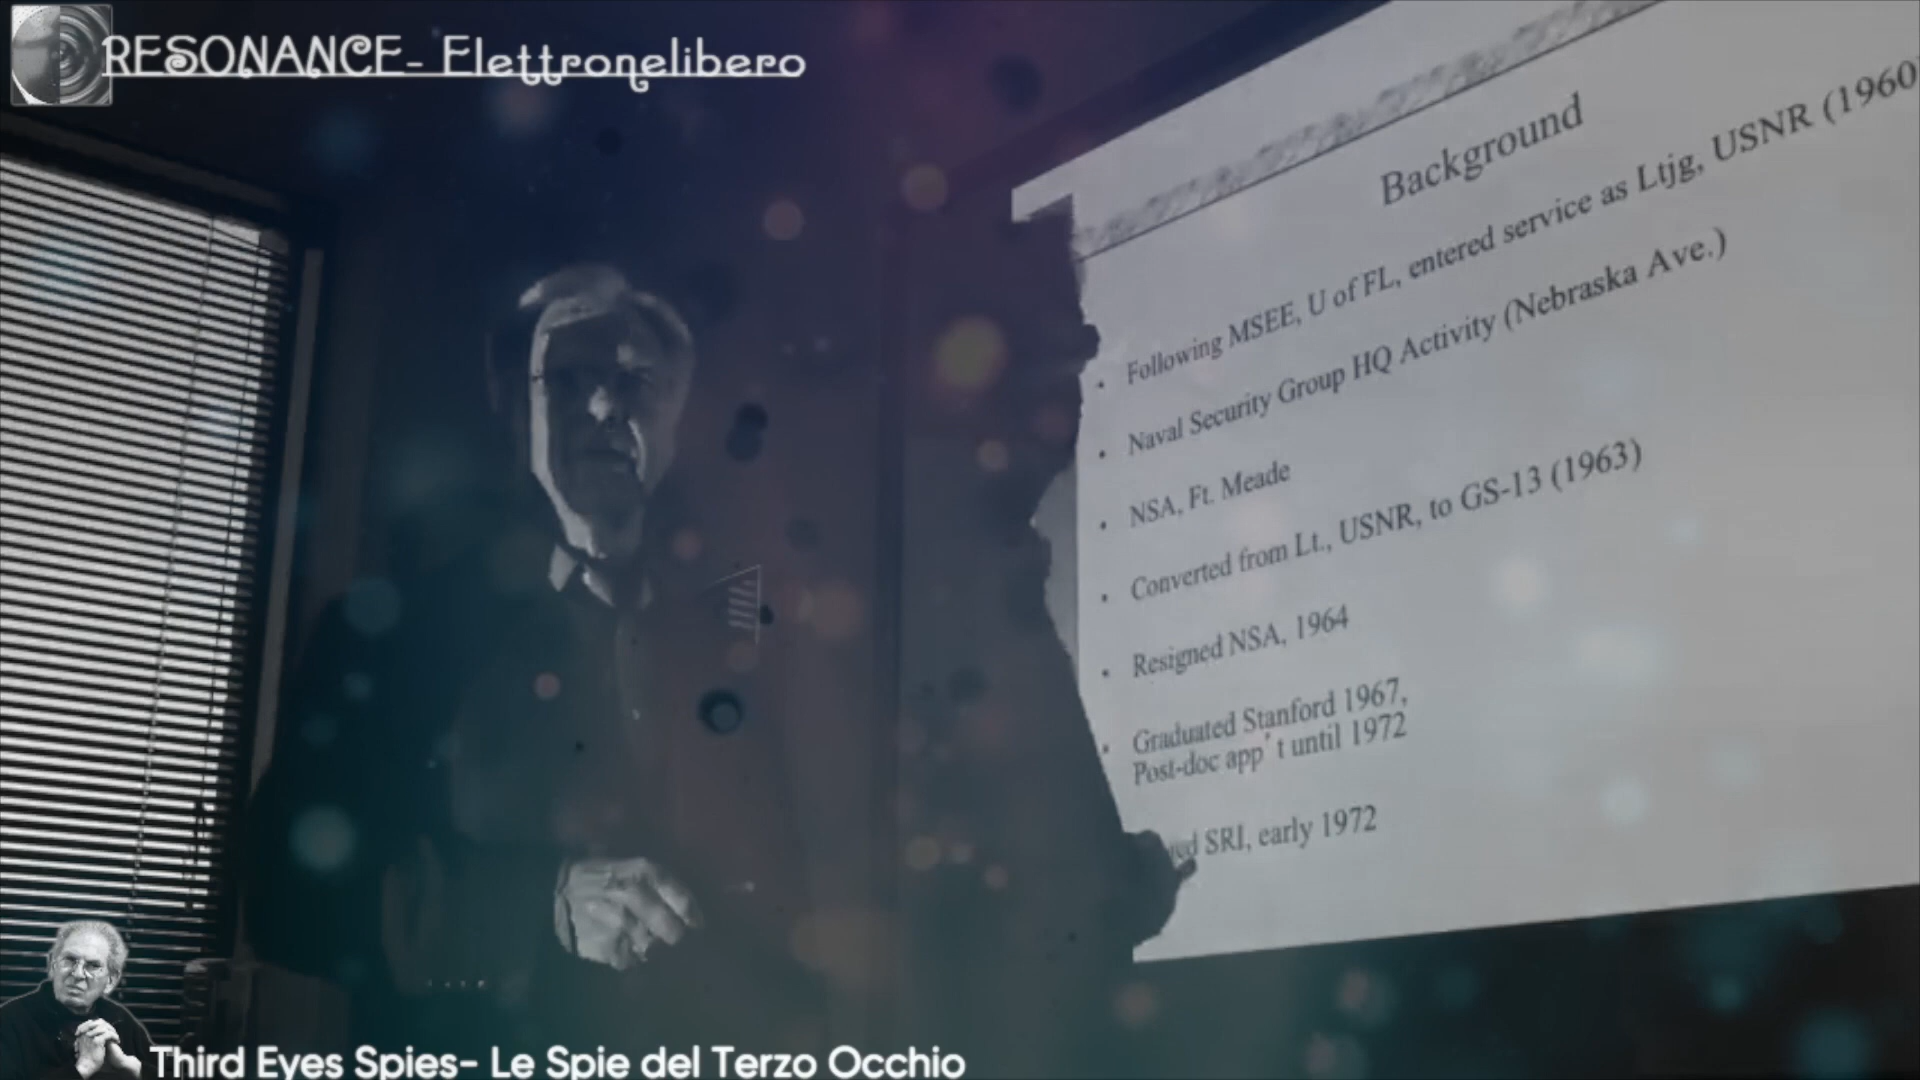 RESONANCE- Elettronelibero
Background
Following MSEE, U of FL, entered service as Ltjg, USNR (1960
Naval Security Group HQ Activity (Nebraska Ave.)
NSA, Ft. Meade
Converted from Lt., USNR, to GS-13 (1963)
Resigned NSA, 1964
Graduated Stanford 1967,
Post-doc app't until 1972
SRI, early 1972
Third Eyes Spies- Le Spie del Terzo Occhio